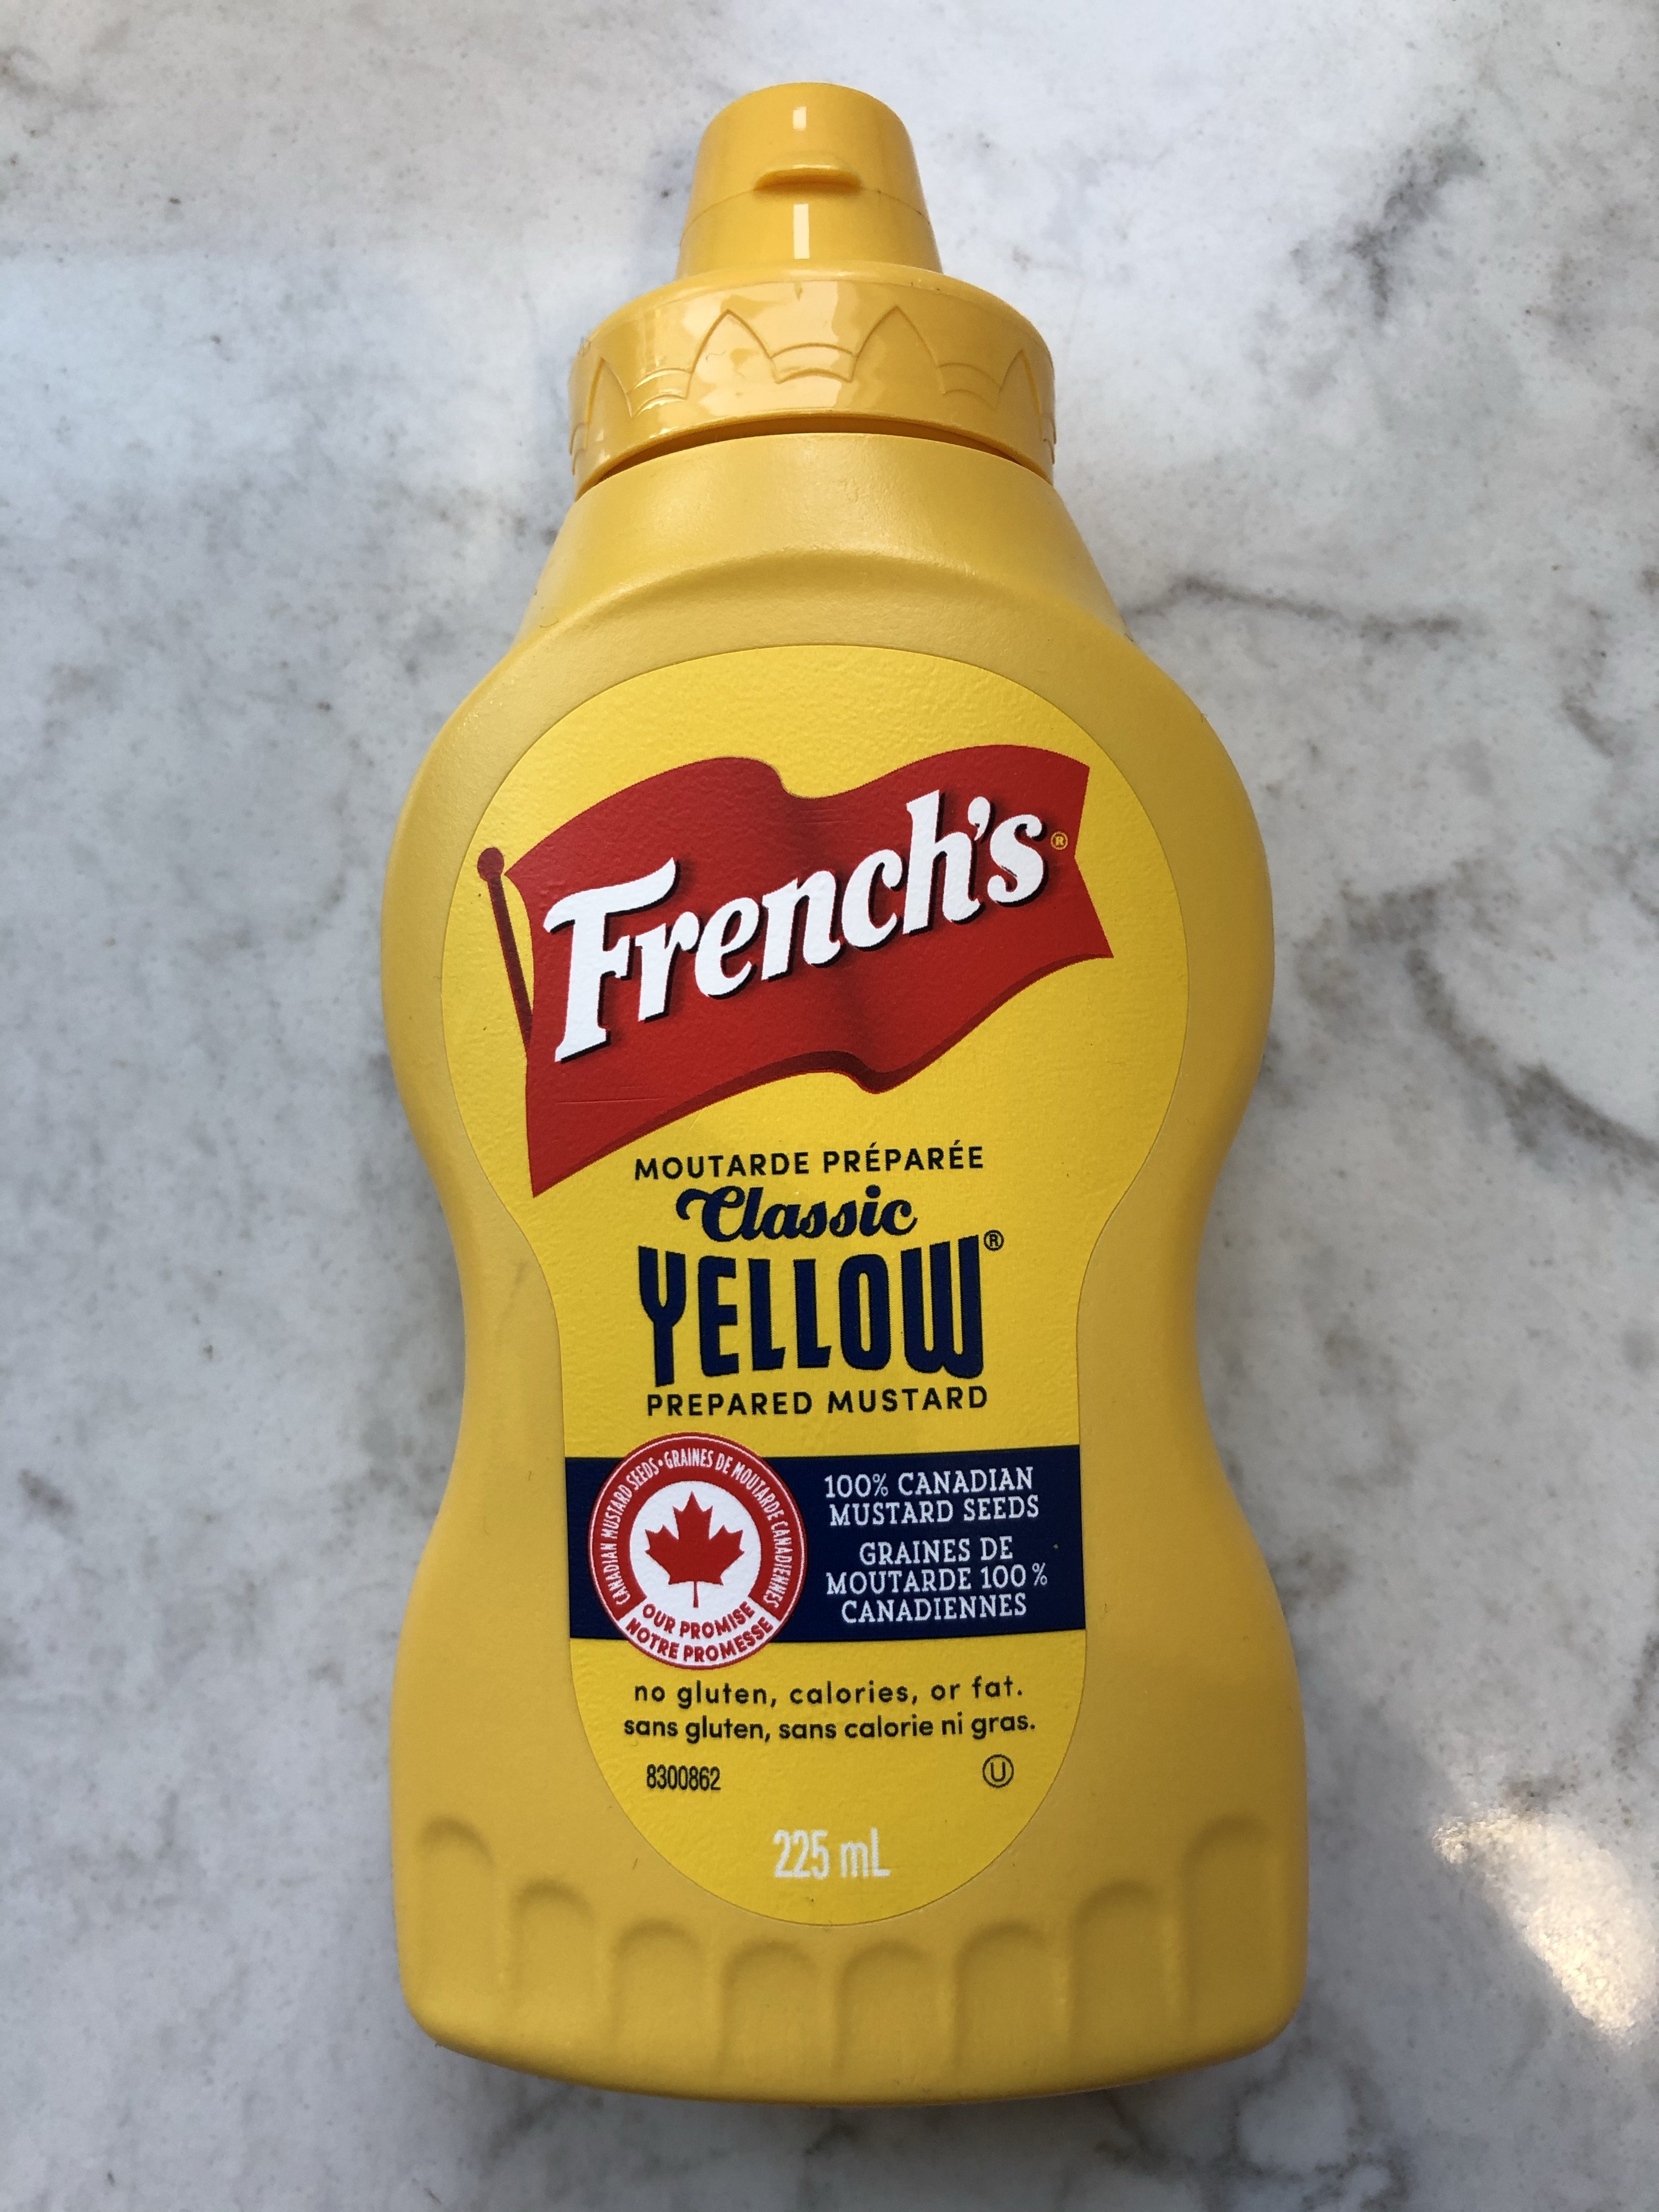 French's®
MOUTARDE PRÉPARÉE
Classic
YELLOW®
PREPARED MUSTARD
CANADIAN MUSTARD SEEDS • GRAINES DE MOUTARDE CANADIENNES
OUR PROMISE
NOTRE PROMESSE
100% CANADIAN
MUSTARD SEEDS
GRAINES DE
MOUTARDE 100 %
CANADIENNES
no gluten, calories, or fat.
sans gluten, sans calorie ni gras.
8300862
U
225 mL